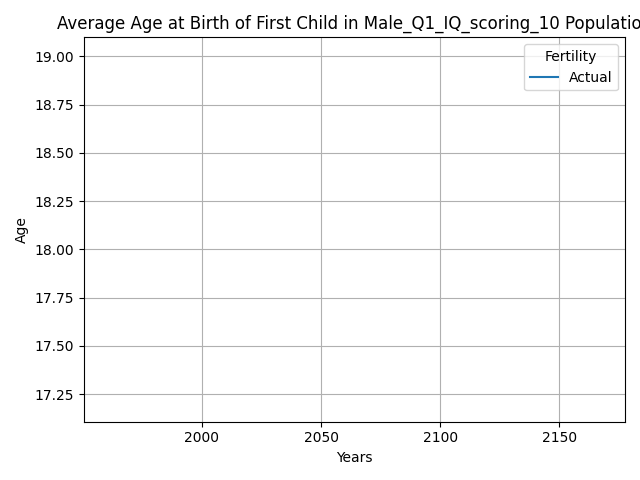 Average Age at Birth of First Child in Male_Q1_IQ_scoring_10 Populatio
Fertility
Actual
19.00
18.75
18.50
18.25
18.00
17.75
17.50
17.25
Age
2000 2050 2100 2150
Years